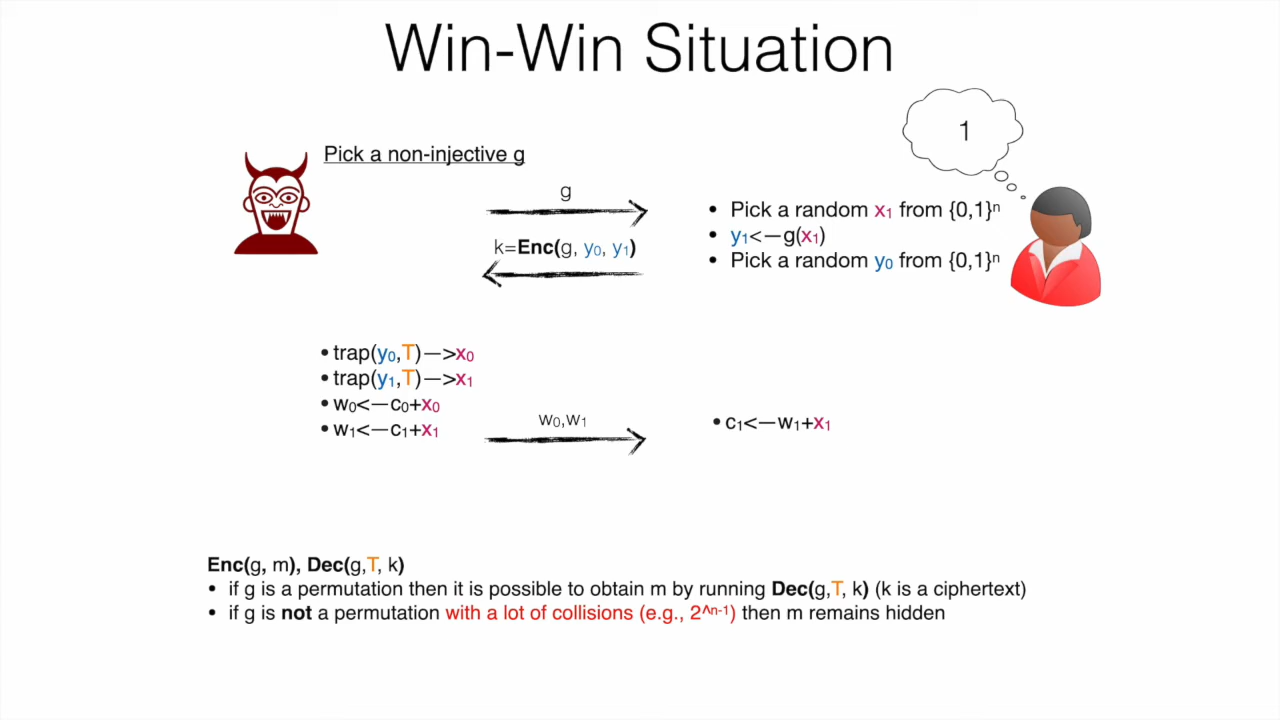 Win-Win Situation
1
Pick a non-injective g
g
• Pick a random x₁ from {0,1}ⁿ
• y₁<—g(x₁)
k=Enc(g, y₀, y₁)
• Pick a random y₀ from {0,1}ⁿ
• trap(y₀,T)—>x₀
• trap(y₁,T)—>x₁
• w₀<—c₀+x₀
• w₁<—c₁+x₁
w₀,w₁
• c₁<—w₁+x₁
Enc(g, m), Dec(g,T, k)
• if g is a permutation then it is possible to obtain m by running Dec(g,T, k) (k is a ciphertext)
• if g is not a permutation with a lot of collisions (e.g., 2^ⁿ⁻¹) then m remains hidden